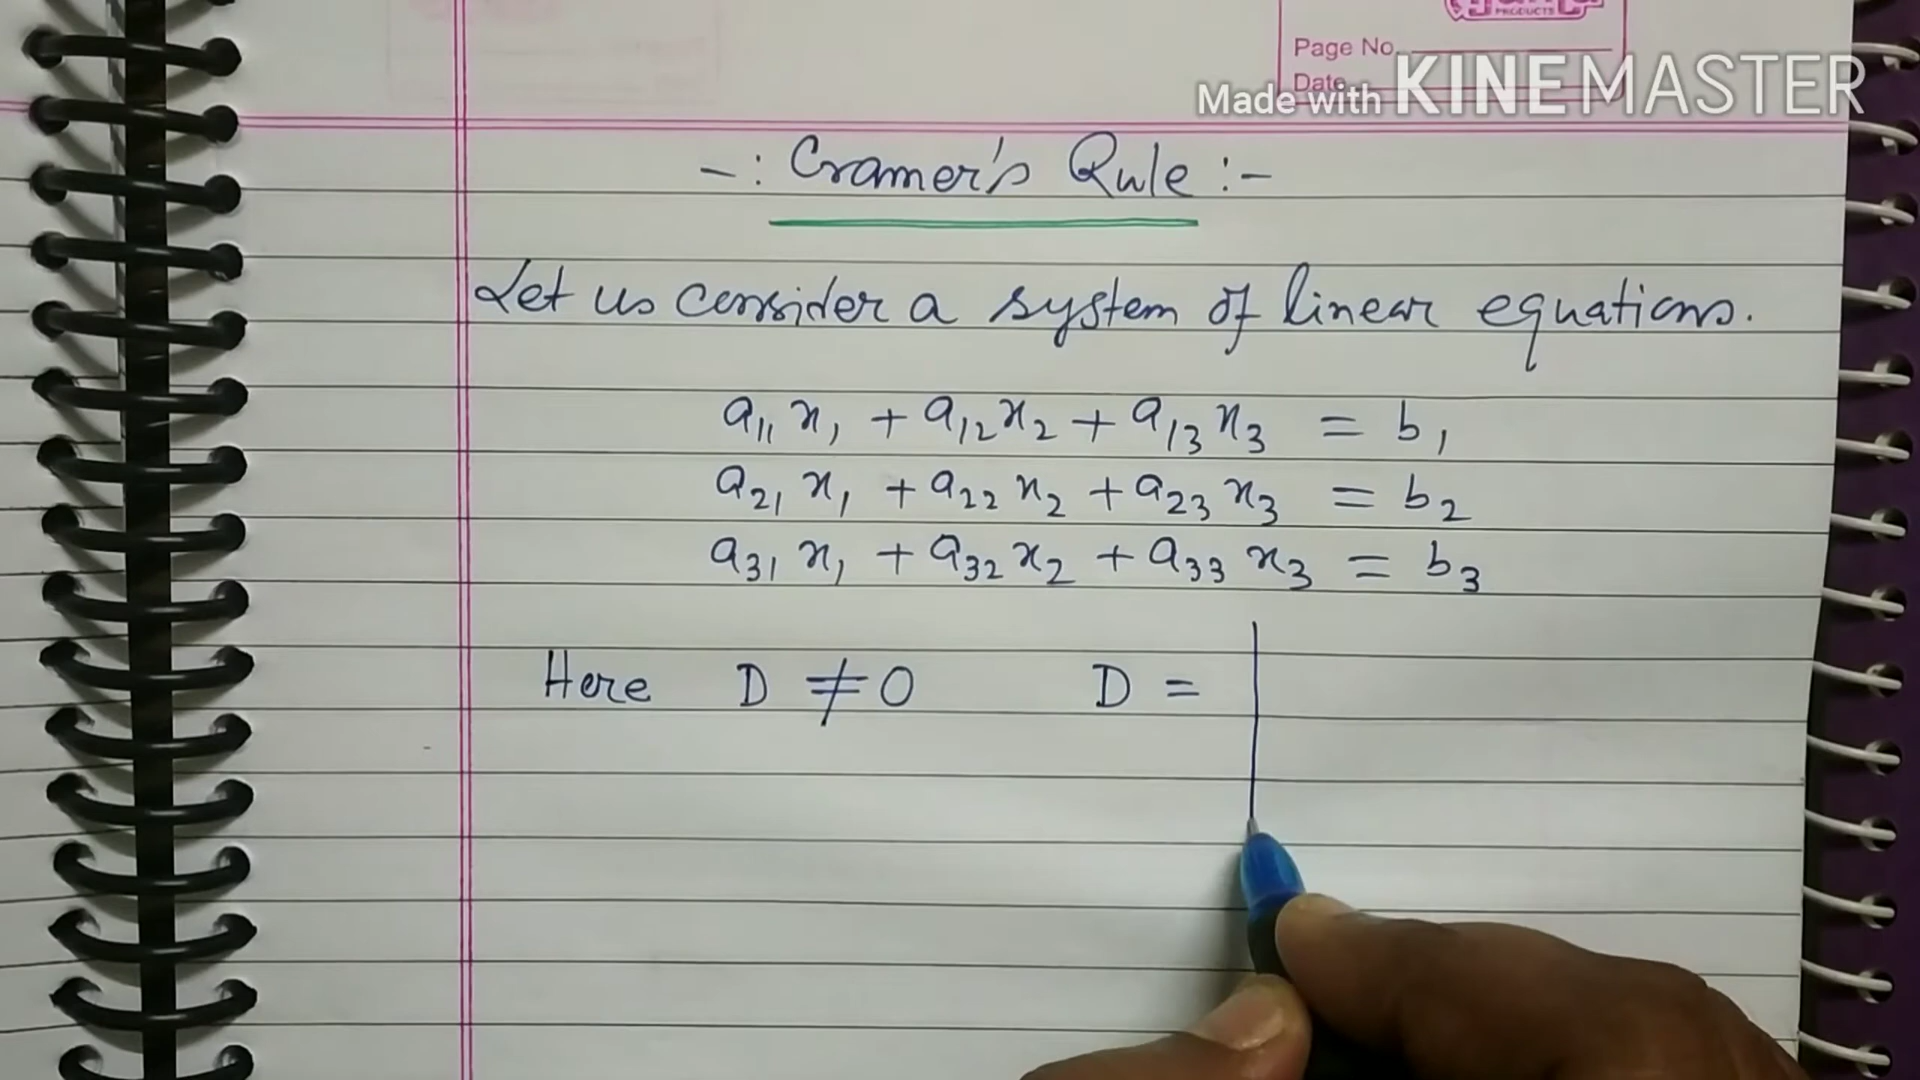 PRODUCTS
Page No.
Date
Made with KINEMASTER
-: Cramer's Rule :-
Let us consider a system of linear equations.
a₁₁ x₁ + a₁₂ x₂ + a₁₃ x₃ = b₁
a₂₁ x₁ + a₂₂ x₂ + a₂₃ x₃ = b₂
a₃₁ x₁ + a₃₂ x₂ + a₃₃ x₃ = b₃
Here D ≠ 0 D = |